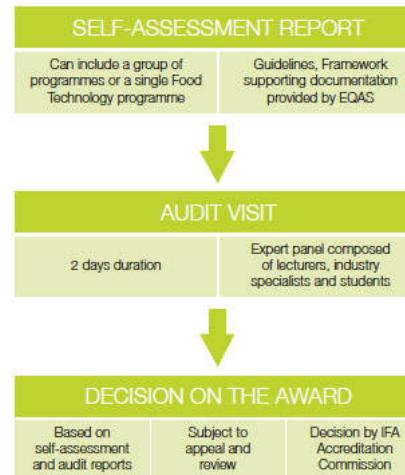 SELF-ASSESSMENT REPORT
Can include a group of
programmes or a single Food
Technology programme
Guidelines, Framework
supporting documentation
provided by EQAS
AUDIT VISIT
2 days duration
Expert panel composed
of lecturers, industry
specialists and students
DECISION ON THE AWARD
Based on
self-assessment
and audit reports
Subject to
appeal and
review
Decision by IFA
Accreditation
Commission